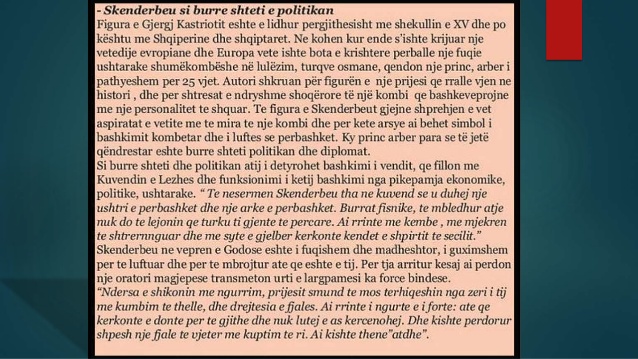 - Skenderbeu si burre shteti e politikan
Figura e Gjergj Kastriotit eshte e lidhur pergjithesisht me shekullin e XV dhe po
kështu me Shqiperine dhe shqiptaret. Ne kohen kur ende s'ishte krijuar nje
vetedije evropiane dhe Europa vete ishte bota e krishtere perballe nje fuqie
ushtarake shumëkombëshe në lulëzim, turqve osmane, qendon nje princ, arber i
pathyeshem per 25 vjet. Autori shkruan për figurën e  nje prijesi qe rralle vjen ne
histori , dhe per shtresat e ndryshme shoqërore të një kombi  qe bashkeveprojne
me nje personalitet te shquar. Te figura e Skenderbeut gjejne shprehjen e vet
aspiratat e vetite me te mira te nje kombi dhe per kete arsye ai behet simbol i
bashkimit kombetar dhe i luftes se perbashket. Ky princ arber para se të jetë
qëndrestar eshte burre shteti politikan dhe diplomat.
Si burre shteti dhe politikan atij i detyrohet bashkimi i vendit, qe fillon me
Kuvendin e Lezhes dhe funksionimi i ketij bashkimi nga pikepamja ekonomike,
politike, ushtarake. “ Te nesermen Skenderbeu tha ne kuvend se u duhej nje
ushtri e perbashket dhe nje arke e perbashket. Burrat fisnike, te mbledhur atje
nuk do te lejonin qe turku ti gjente te percare. Ai rrinte me kembe , me mjekren
te shtrermnguar dhe me syte e gjelber kerkonte kendet e shpirtit te secilit.”
Skenderbeu ne vepren e Godose eshte i fuqishem dhe madheshtor, i guximshem
per te luftuar dhe per te mbrojtur ate qe eshte e tij. Per tja arritur kesaj ai perdon
nje oratori magjepese transmeton urti e largpamesi ka force bindese.
“Ndersa e shikonin me ngurrim, prijesit smund te mos terhiqeshin nga zeri i tij
me kumbim te thelle, dhe drejtesia e fjales. Ai rrinte i ngurte e i forte: ate qe
kerkonte e donte per te gjithe dhe nuk lutej e as kercenohej. Dhe kishte perdorur
shpesh nje fjale te vjeter me kuptim te ri. Ai kishte thene”atdhe”.